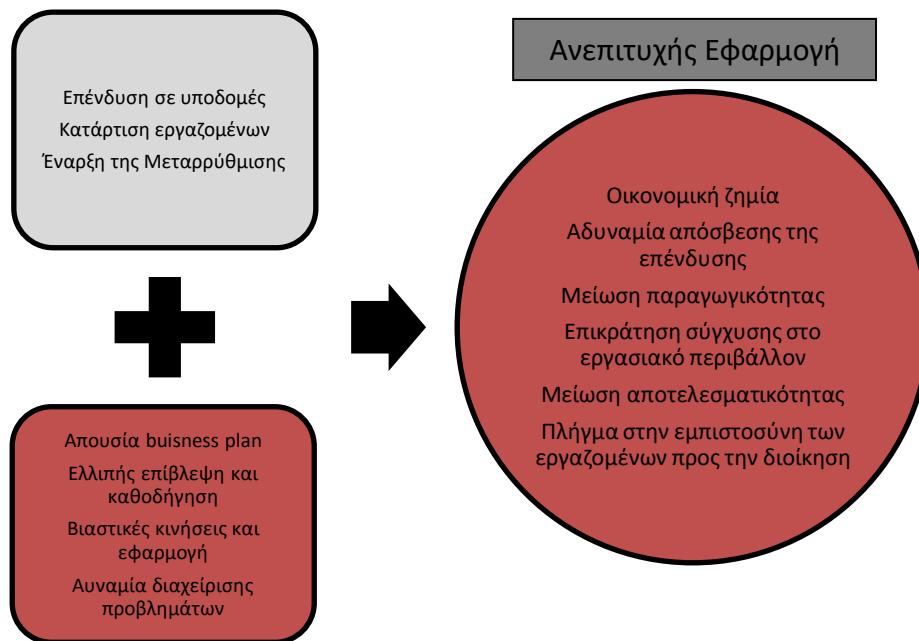 Επένδυση σε υποδομές
Κατάρτιση εργαζομένων
Έναρξη της Μεταρρύθμισης
Απουσία buisness plan
Ελλιπής επίβλεψη και
καθοδήγηση
Βιαστικές κινήσεις και
εφαρμογή
Αυναμία διαχείρισης
προβλημάτων
Ανεπιτυχής Εφαρμογή
Οικονομική ζημία
Αδυναμία απόσβεσης της
επένδυσης
Μείωση παραγωγικότητας
Επικράτηση σύγχυσης στο
εργασιακό περιβάλλον
Μείωση αποτελεσματικότητας
Πλήγμα στην εμπιστοσύνη των
εργαζομένων προς την διοίκηση